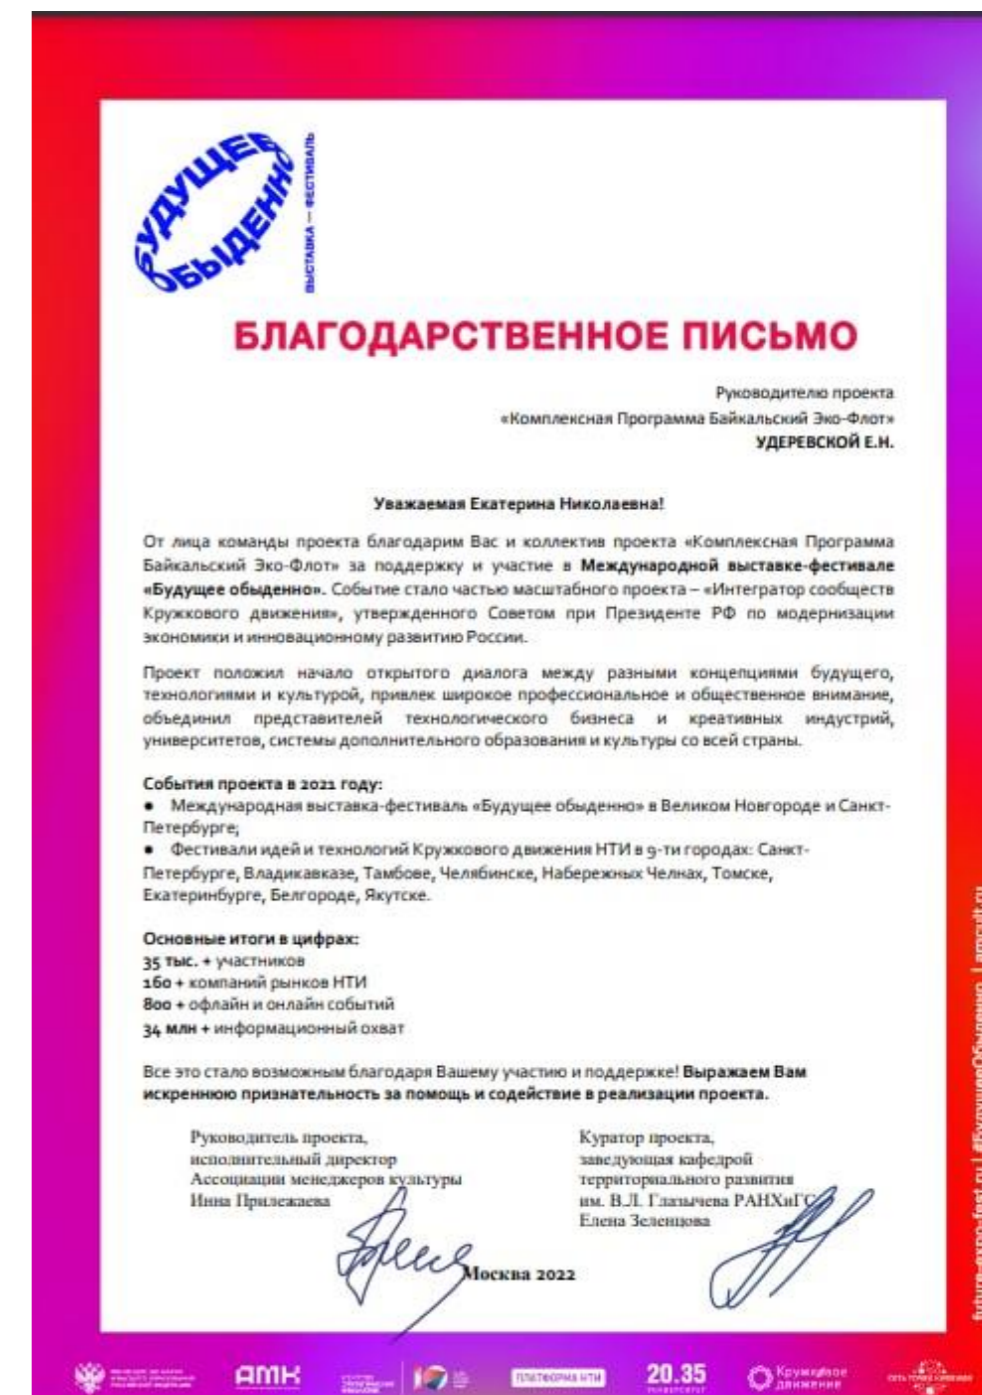 БУДУЩЕЕ
ОБЫДЕННО
ВЫСТАВКА — ФЕСТИВАЛЬ
БЛАГОДАРСТВЕННОЕ ПИСЬМО
Руководителю проекта
«Комплексная Программа Байкальский Эко-Флот»
УДЕРЕВСКОЙ Е.Н.
Уважаемая Екатерина Николаевна!
От лица команды проекта благодарим Вас и коллектив проекта «Комплексная Программа
Байкальский Эко-Флот» за поддержку и участие в Международной выставке-фестивале
«Будущее обыденно». Событие стало частью масштабного проекта – «Интегратор сообществ
Кружкового движения», утвержденного Советом при Президенте РФ по модернизации
экономики и инновационному развитию России.
Проект положил начало открытого диалога между разными концепциями будущего,
технологиями и культурой, привлек широкое профессиональное и общественное внимание,
объединил представителей технологического бизнеса и креативных индустрий,
университетов, системы дополнительного образования и культуры со всей страны.
События проекта в 2021 году:
● Международная выставка-фестиваль «Будущее обыденно» в Великом Новгороде и Санкт-
Петербурге;
● Фестивали идей и технологий Кружкового движения НТИ в 9-ти городах: Санкт-
Петербурге, Владикавказе, Тамбове, Челябинске, Набережных Челнах, Томске,
Екатеринбурге, Белгороде, Якутске.
Основные итоги в цифрах:
35 тыс. + участников
160 + компаний рынков НТИ
800 + офлайн и онлайн событий
34 млн + информационный охват
Все это стало возможным благодаря Вашему участию и поддержке! Выражаем Вам
искреннюю признательность за помощь и содействие в реализации проекта.
Руководитель проекта,
исполнительный директор
Ассоциации менеджеров культуры
Инна Прилежаева
Куратор проекта,
заведующая кафедрой
территориального развития
им. В.Л. Глазычева РАНХиГС
Елена Зеленцова
Москва 2022
future-expo-fest.ru | #БудущееОбыденно | amcult.ru
АМК
ПЛАТФОРМА НТИ
20.35
УНИВЕРСИТЕТ
Кружковое
движение